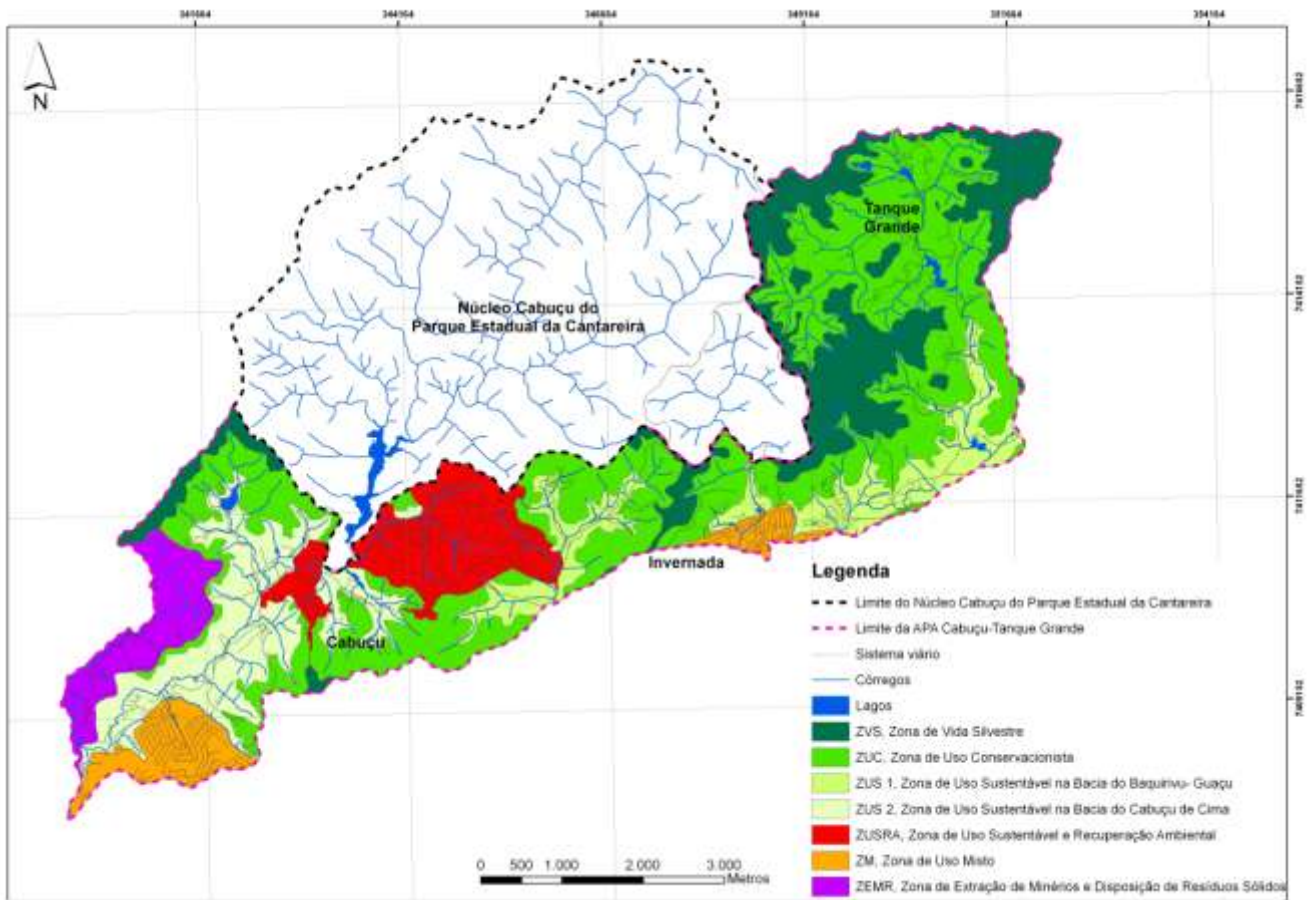 344164
349164
N
Tanque
Grande
Núcleo Cabuçu do
Parque Estadual da Cantareira
Invernada
Cabuçu
Legenda
Limite do Núcleo Cabuçu do Parque Estadual da Cantareira
Limite da APA Cabuçu-Tanque Grande
Sistema viário
Córregos
Lagos
ZVS, Zona de Vida Silvestre
ZUC, Zona de Uso Conservacionista
ZUS 1, Zona de Uso Sustentável na Bacia do Baquirivu- Guaçu
ZUS 2, Zona de Uso Sustentável na Bacia do Cabuçu de Cima
ZUSRA, Zona de Uso Sustentável e Recuperação Ambiental
ZM, Zona de Uso Misto
ZEMR, Zona de Extração de Minérios e Disposição de Resíduos Sólidos
0 500 1.000 2.000 3.000
Metros